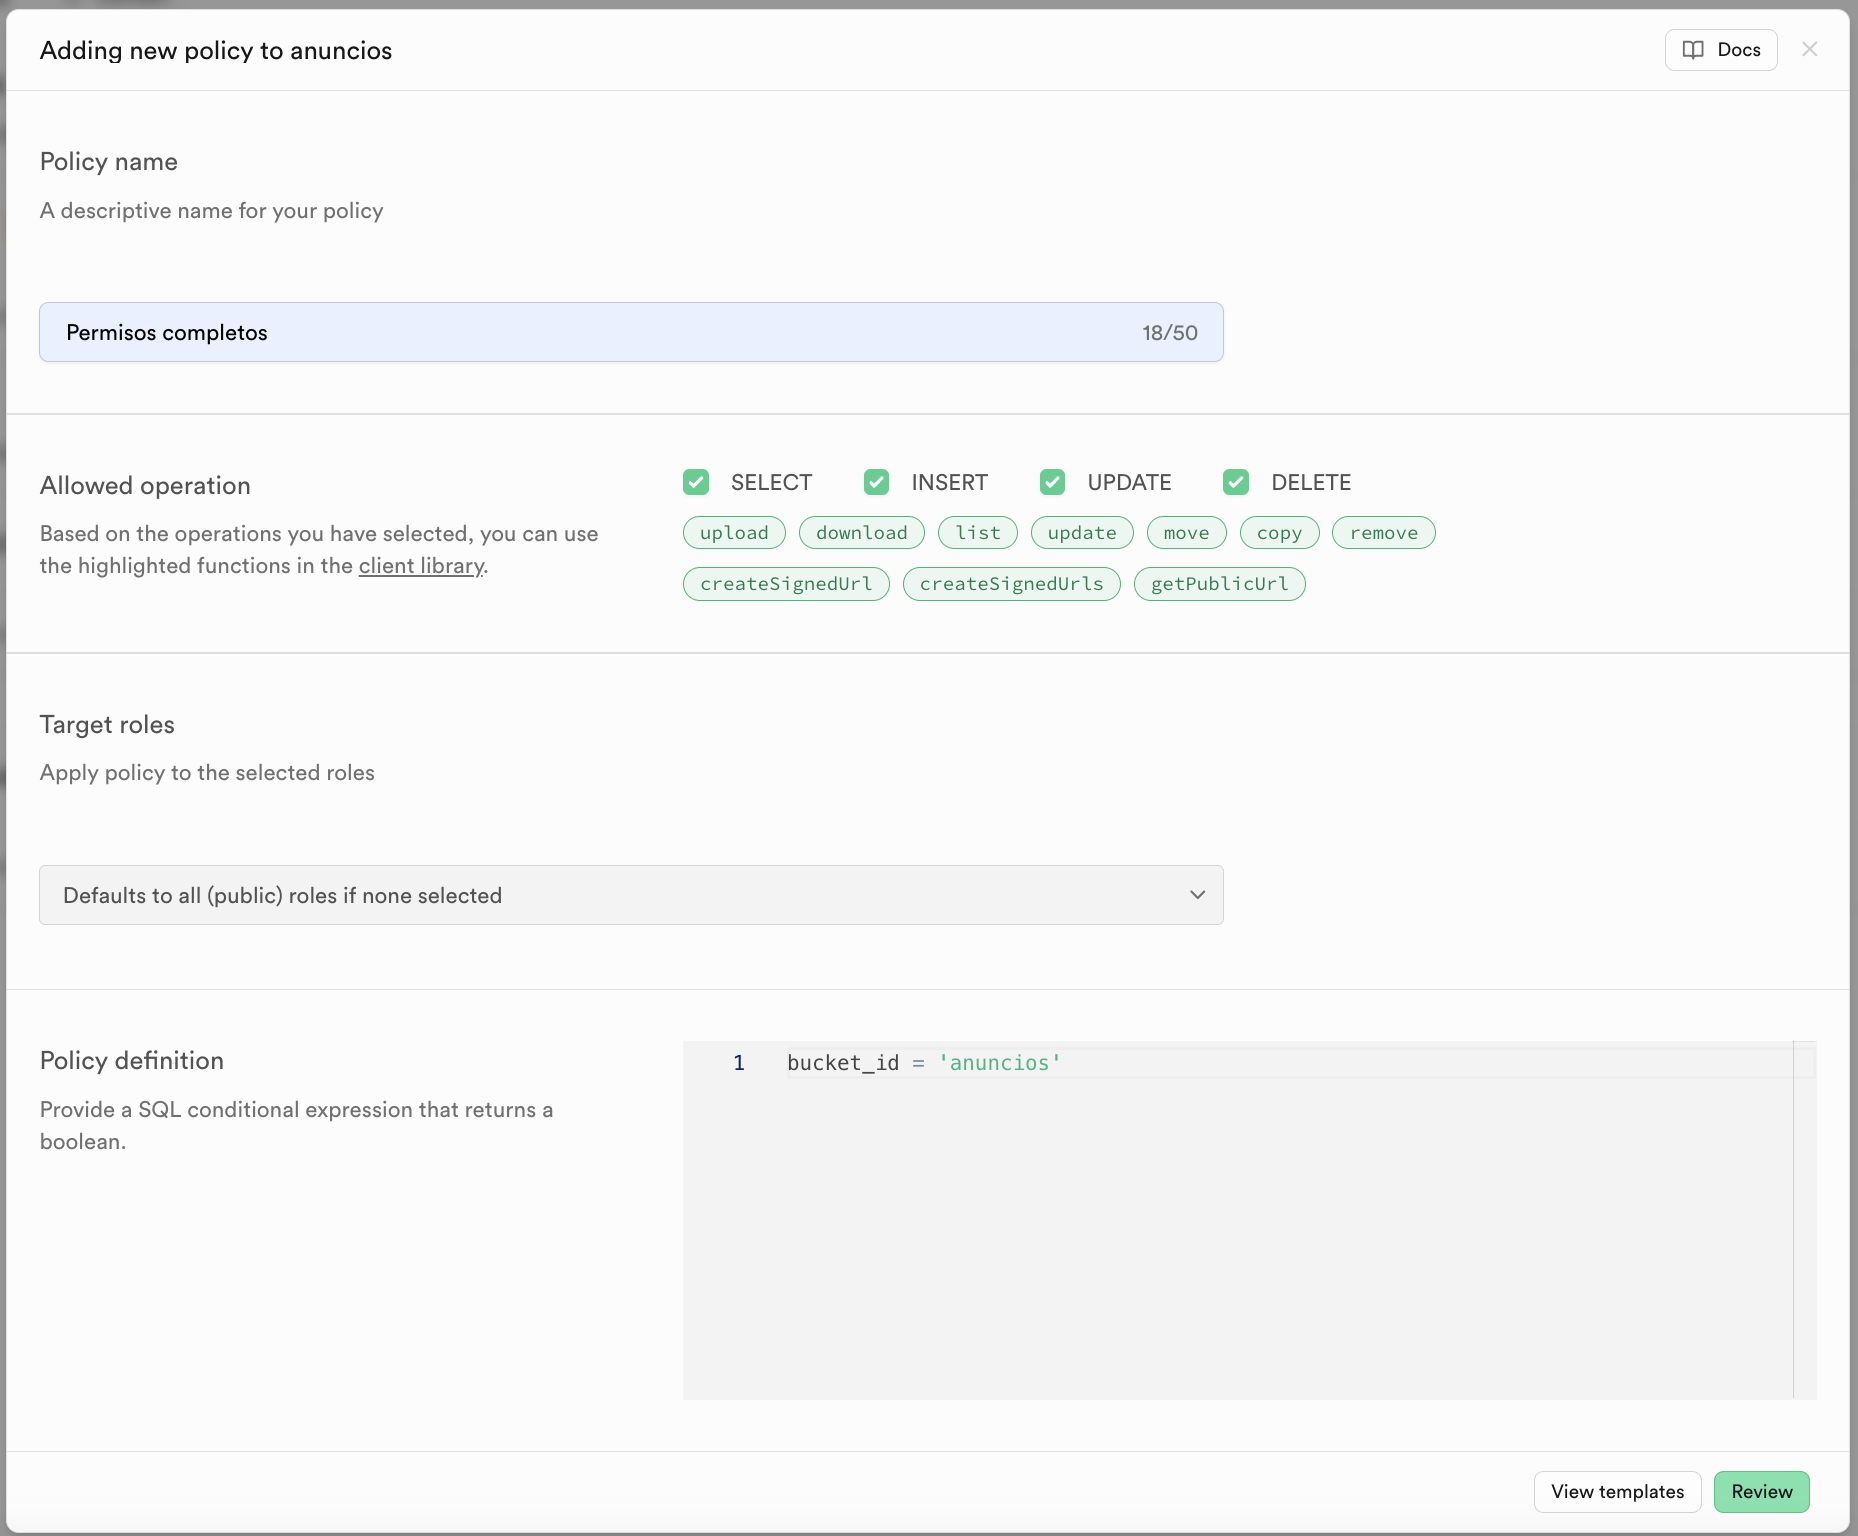 Adding new policy to anuncios
Docs
Policy name
A descriptive name for your policy
Permisos completos
18/50
Allowed operation
Based on the operations you have selected, you can use
the highlighted functions in the client library.
SELECT INSERT UPDATE DELETE
upload download list update move copy remove
createSignedUrl createSignedUrls getPublicUrl
Target roles
Apply policy to the selected roles
Defaults to all (public) roles if none selected
Policy definition
Provide a SQL conditional expression that returns a
boolean.
1 bucket_id = 'anuncios'
View templates
Review